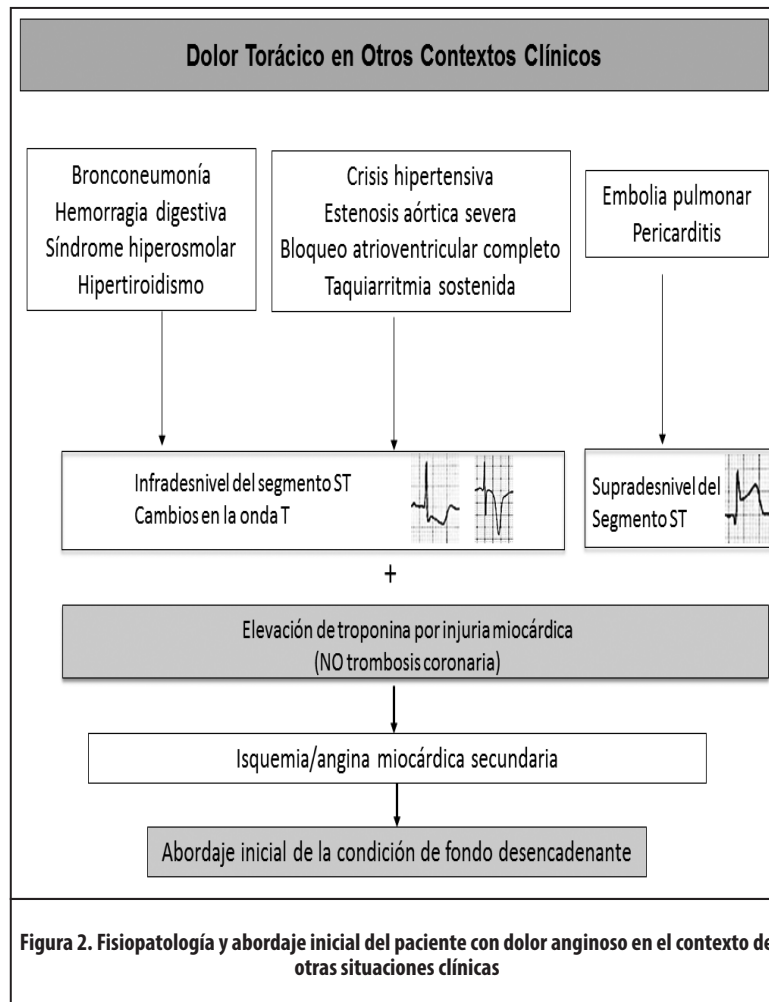 Dolor Torácico en Otros Contextos Clínicos
Bronconeumonía
Hemorragia digestiva
Síndrome hiperosmolar
Hipertiroidismo
Crisis hipertensiva
Estenosis aórtica severa
Bloqueo atrioventricular completo
Taquiarritmia sostenida
Embolia pulmonar
Pericarditis
Infradesnivel del segmento ST
Cambios en la onda T
Supradesnivel del
Segmento ST
+
Elevación de troponina por injuria miocárdica
(NO trombosis coronaria)
Isquemia/angina miocárdica secundaria
Abordaje inicial de la condición de fondo desencadenante
Figura 2. Fisiopatología y abordaje inicial del paciente con dolor anginoso en el contexto de
otras situaciones clínicas